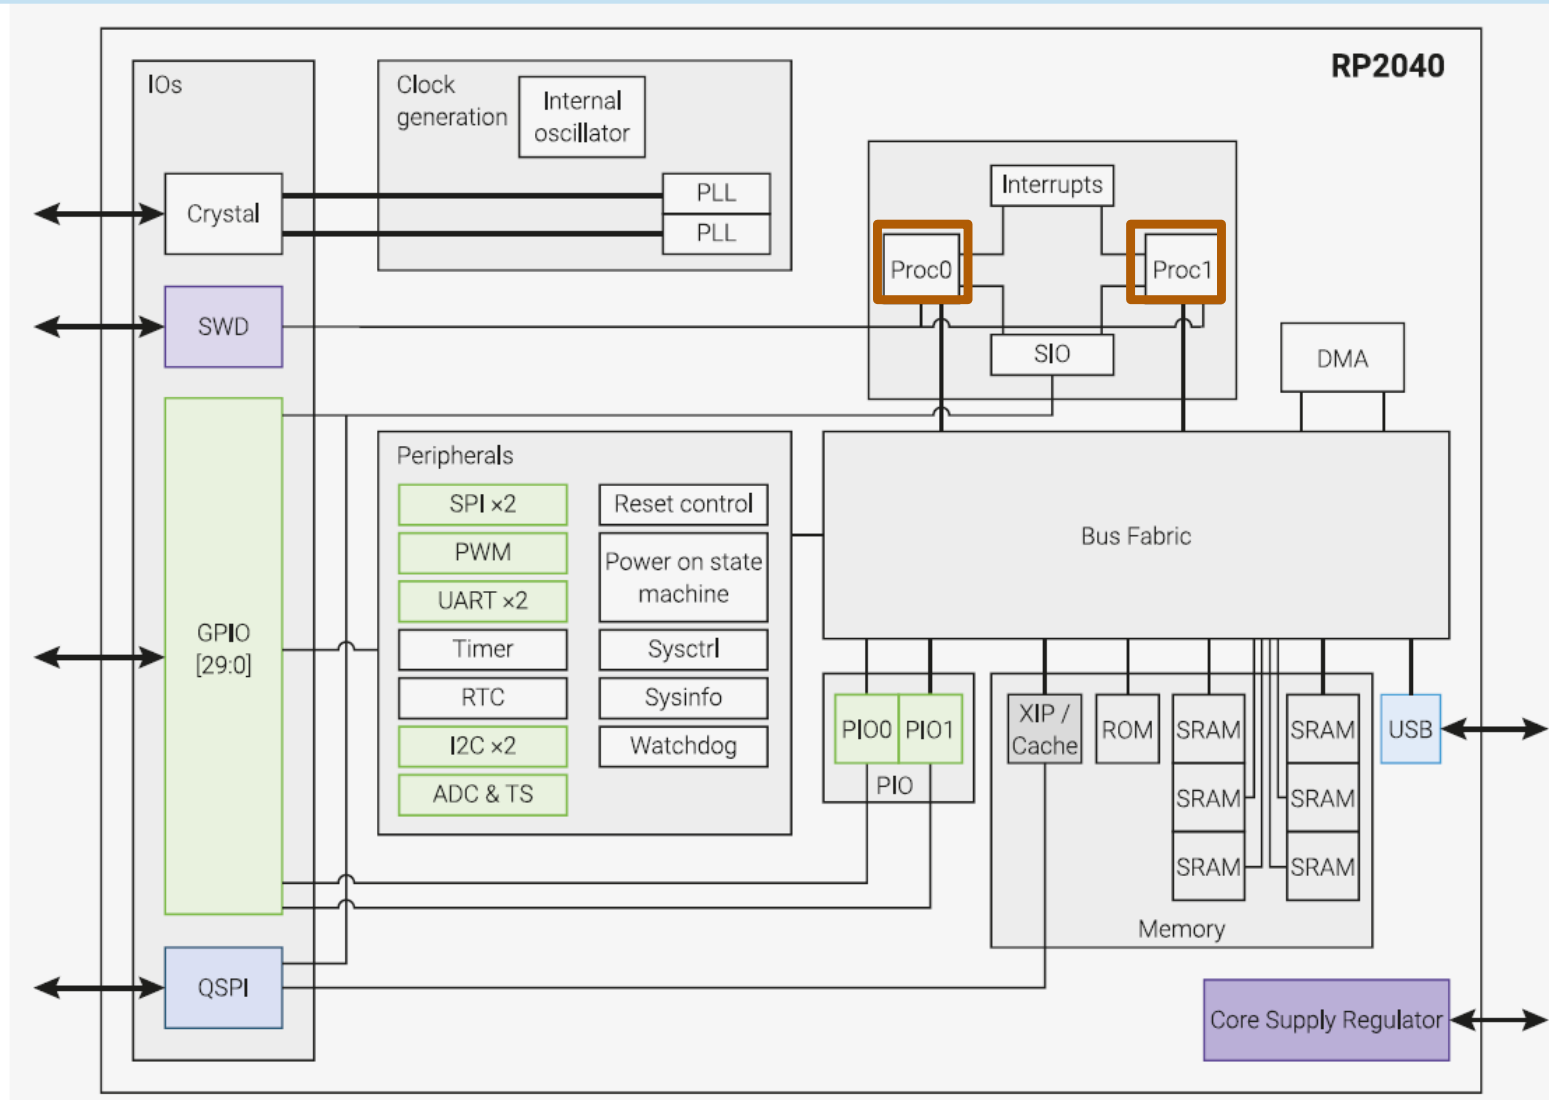 RP2040
IOs
Clock
generation
Internal
oscillator
Crystal
PLL
PLL
Interrupts
Proc0
Proc1
SWD
SIO
DMA
GPIO
[29:0]
Peripherals
SPI ×2
PWM
UART ×2
Timer
RTC
I2C ×2
ADC & TS
Reset control
Power on state
machine
Sysctrl
Sysinfo
Watchdog
Bus Fabric
PIO0
PIO1
PIO
XIP /
Cache
ROM
SRAM
SRAM
SRAM
SRAM
SRAM
SRAM
Memory
USB
QSPI
Core Supply Regulator